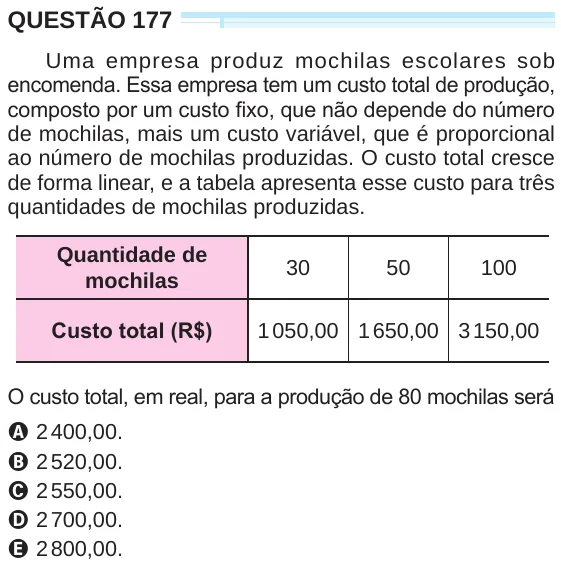 QUESTÃO 177
Uma empresa produz mochilas escolares sob
encomenda. Essa empresa tem um custo total de produção,
composto por um custo fixo, que não depende do número
de mochilas, mais um custo variável, que é proporcional
ao número de mochilas produzidas. O custo total cresce
de forma linear, e a tabela apresenta esse custo para três
quantidades de mochilas produzidas.
Quantidade de
mochilas
30 50 100
Custo total (R$) 1 050,00 1 650,00 3 150,00
O custo total, em real, para a produção de 80 mochilas será
A 2 400,00.
B 2 520,00.
C 2 550,00.
D 2 700,00.
E 2 800,00.